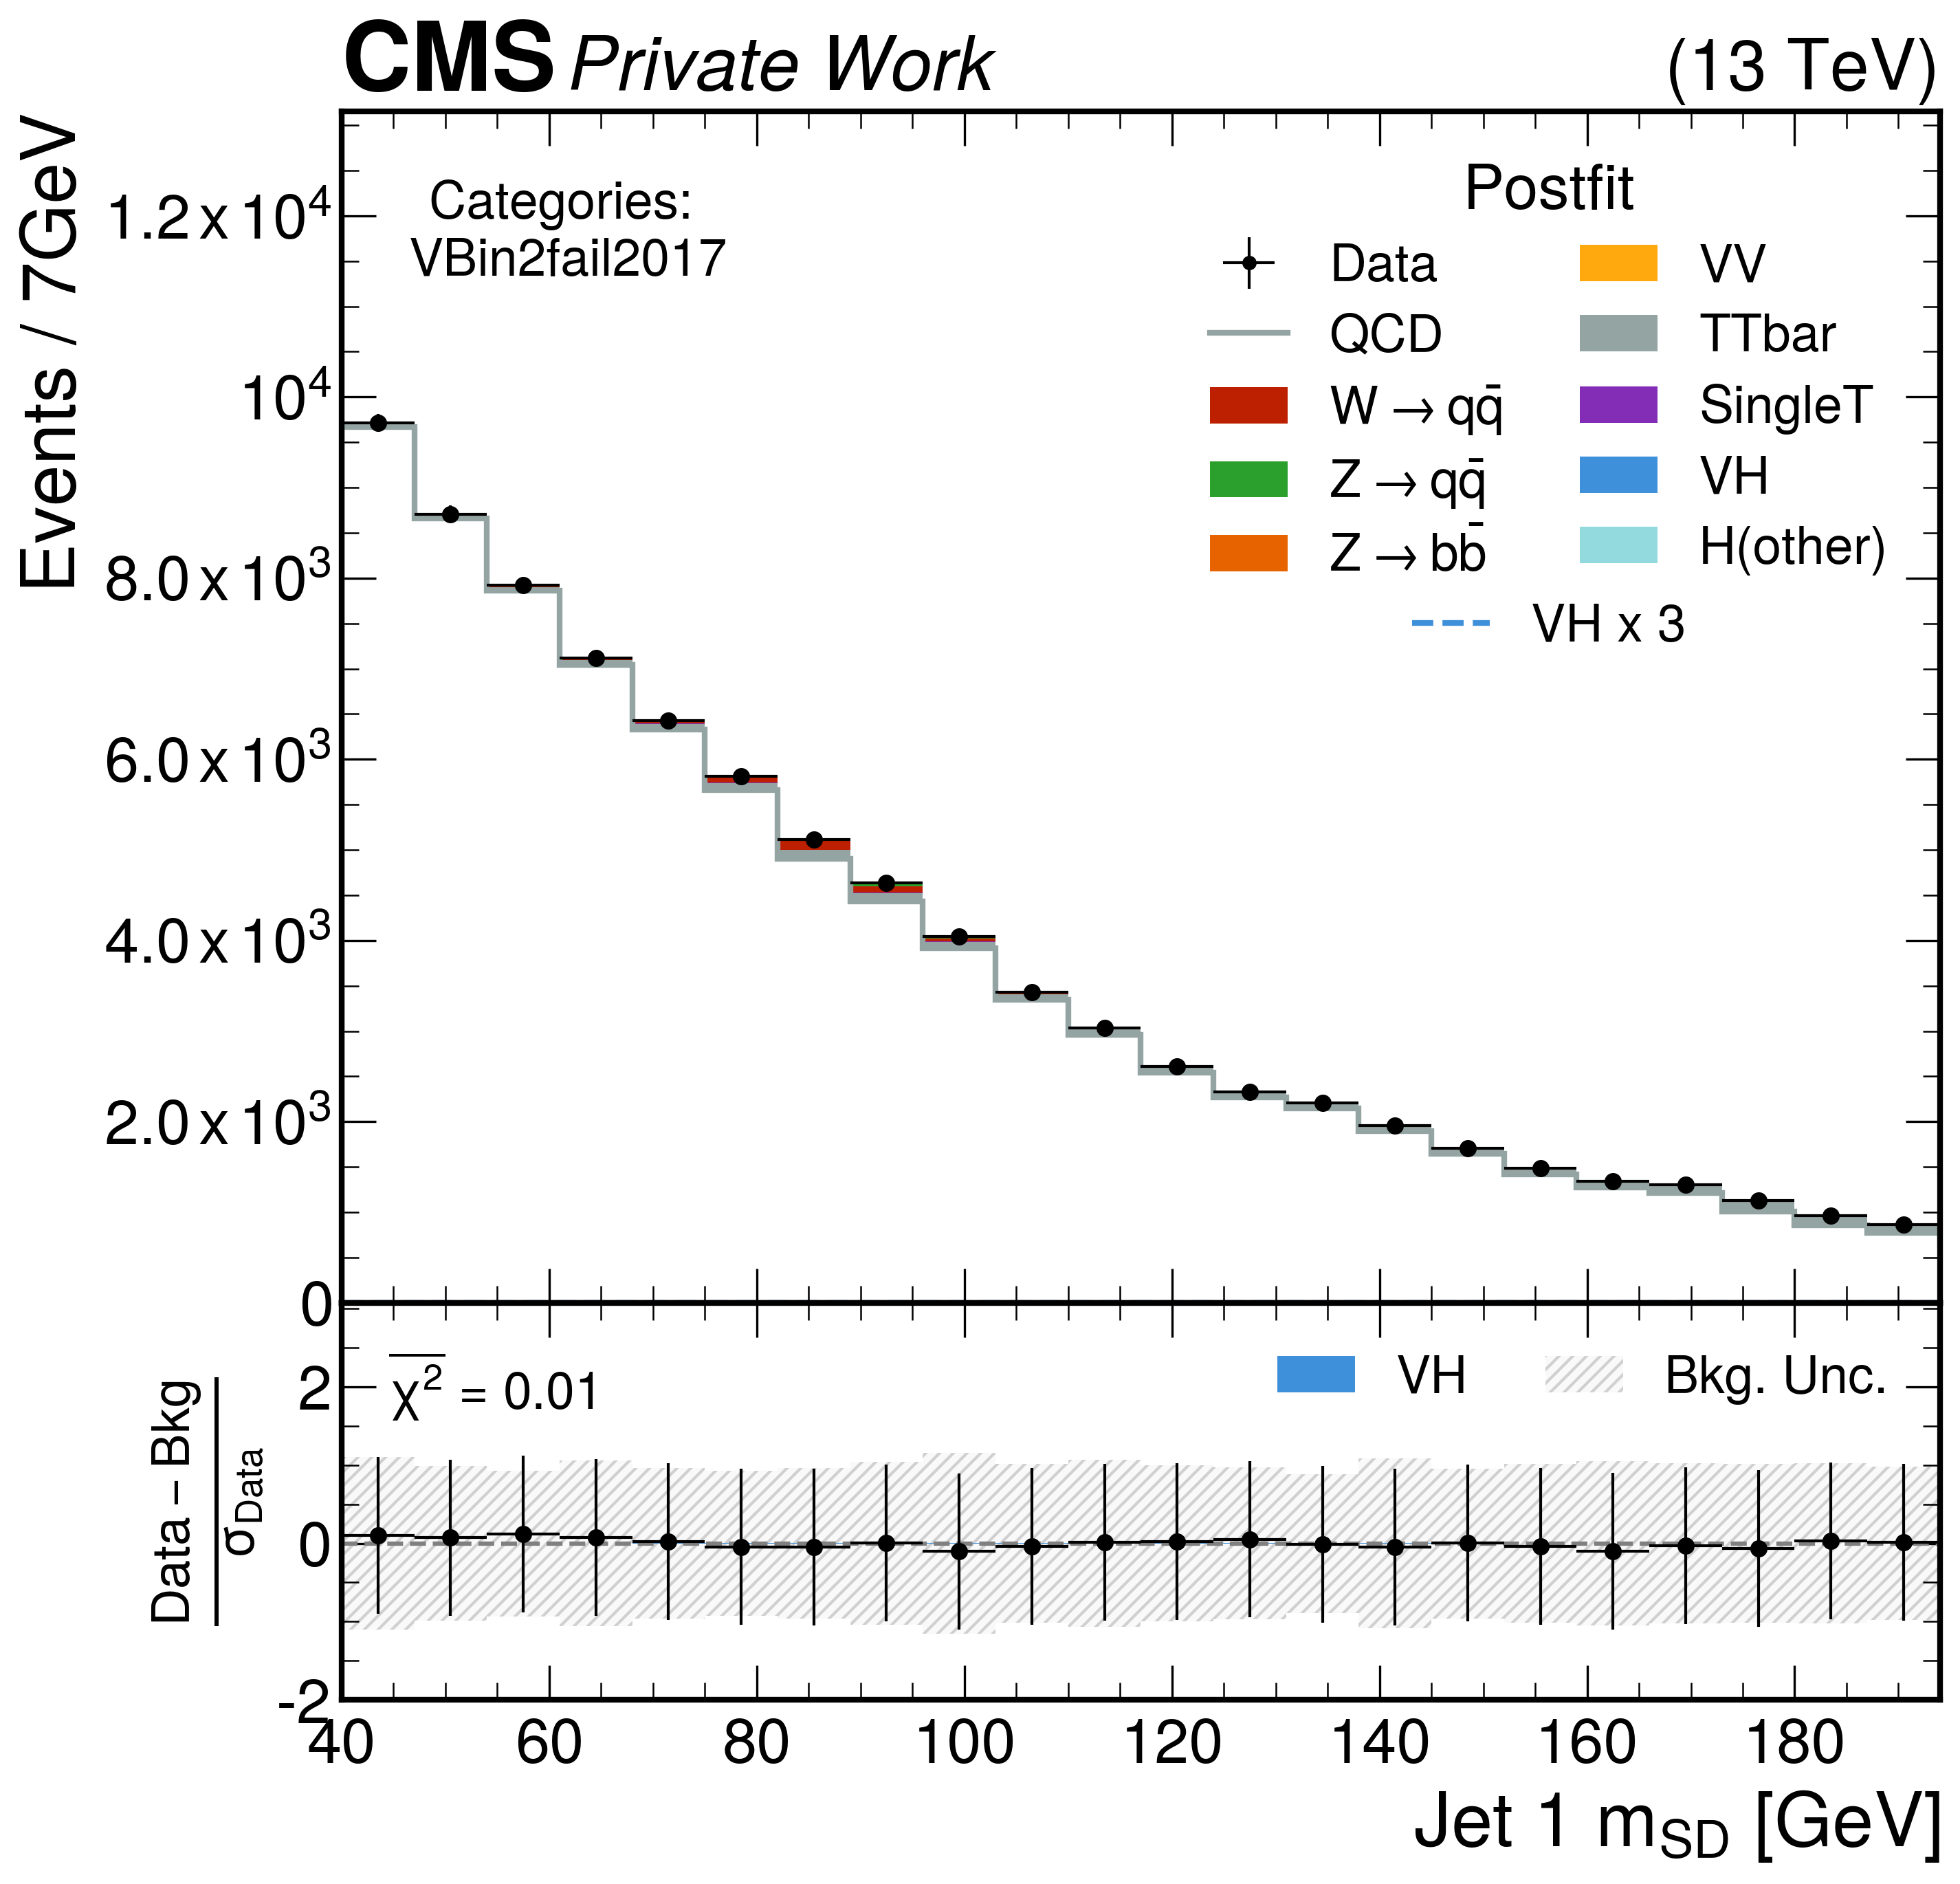 CMS Private Work (13 TeV)
Events / 7GeV
1.2 x 10⁴
10⁴
8.0 x 10³
6.0 x 10³
4.0 x 10³
2.0 x 10³
0
Categories:
VBin2fail2017
Postfit
Data VV
QCD TTbar
W → qq̄ SingleT
Z → qq̄ VH
Z → bb̄ H(other)
VH x 3
Data − Bkg
σData
2
0
-2
χ² = 0.01
VH Bkg. Unc.
40 60 80 100 120 140 160 180
Jet 1 mSD [GeV]